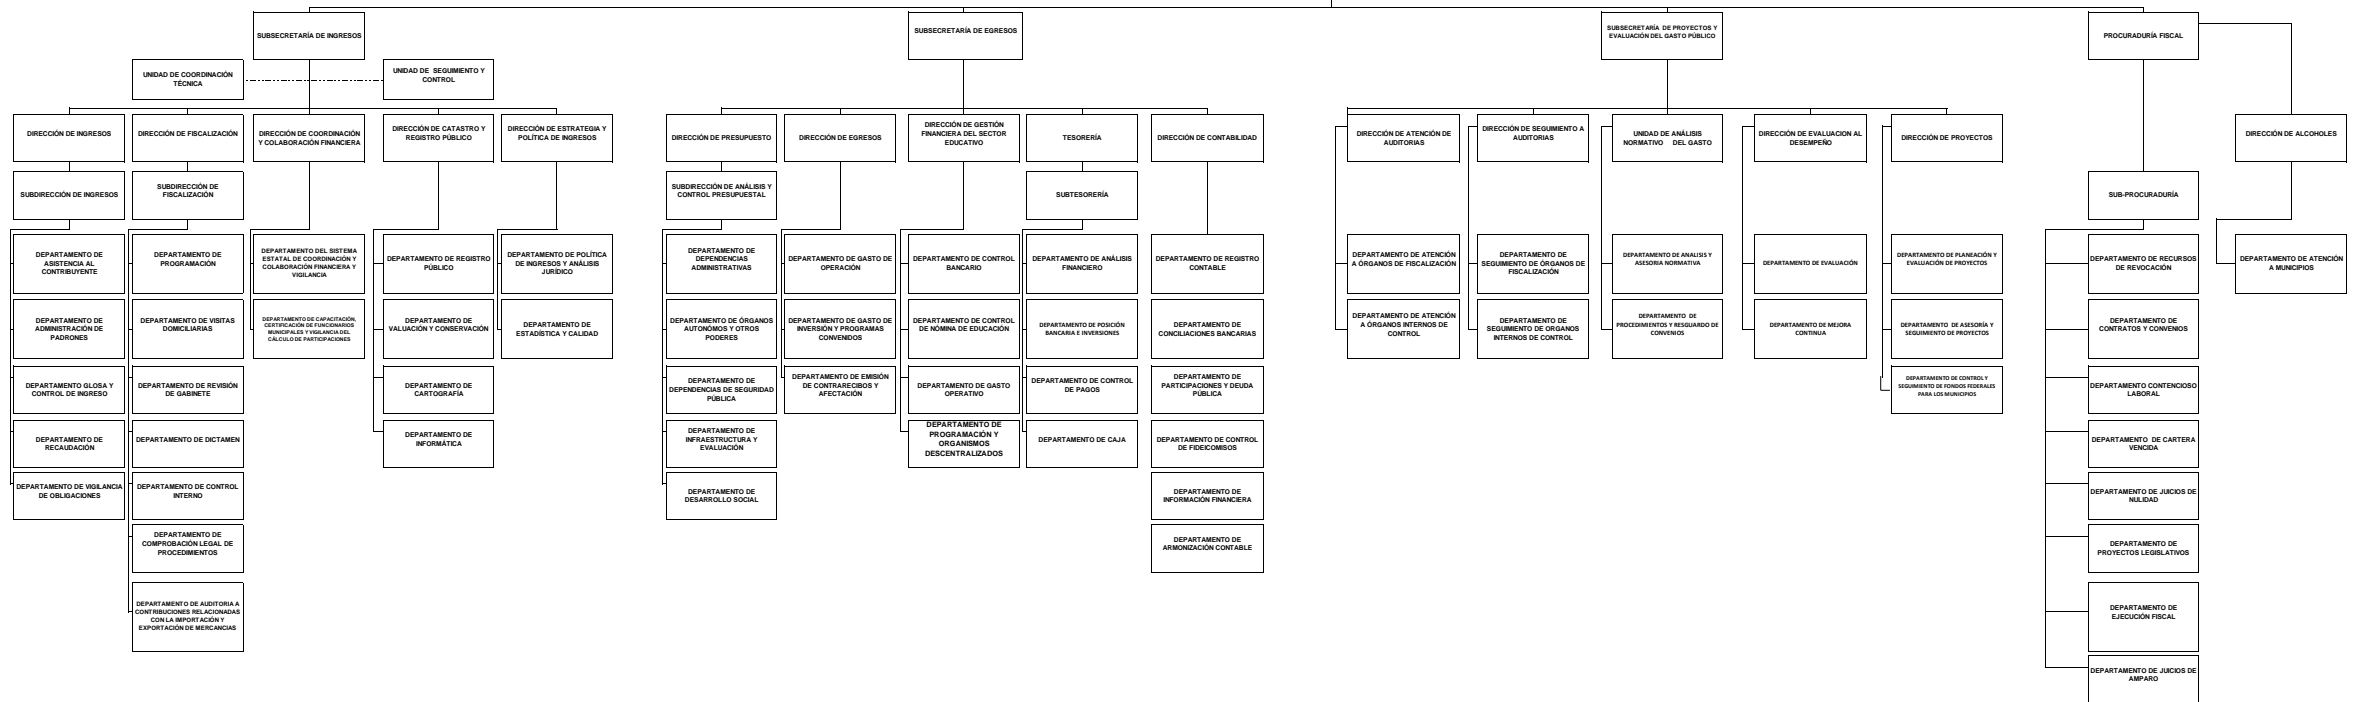 SUBSECRETARÍA DE INGRESOS
SUBSECRETARÍA DE EGRESOS
SUBSECRETARÍA DE PROYECTOS Y
EVALUACIÓN DEL GASTO PÚBLICO
PROCURADURÍA FISCAL
UNIDAD DE COORDINACIÓN
TÉCNICA
UNIDAD DE SEGUIMIENTO Y
CONTROL
DIRECCIÓN DE INGRESOS
DIRECCIÓN DE FISCALIZACIÓN
DIRECCIÓN DE COORDINACIÓN
Y COLABORACIÓN FINANCIERA
DIRECCIÓN DE CATASTRO Y
REGISTRO PÚBLICO
DIRECCIÓN DE ESTRATEGIA Y
POLÍTICA DE INGRESOS
DIRECCIÓN DE PRESUPUESTO
DIRECCIÓN DE EGRESOS
DIRECCIÓN DE GESTIÓN
FINANCIERA DEL SECTOR
EDUCATIVO
TESORERÍA
DIRECCIÓN DE CONTABILIDAD
DIRECCIÓN DE ATENCIÓN DE
AUDITORIAS
DIRECCIÓN DE SEGUIMIENTO A
AUDITORIAS
UNIDAD DE ANÁLISIS
NORMATIVO DEL GASTO
DIRECCIÓN DE EVALUACION AL
DESEMPEÑO
DIRECCIÓN DE PROYECTOS
DIRECCIÓN DE ALCOHOLES
SUBDIRECCIÓN DE INGRESOS
SUBDIRECCIÓN DE
FISCALIZACIÓN
SUBDIRECCIÓN DE ANÁLISIS Y
CONTROL PRESUPUESTAL
SUBTESORERÍA
SUB-PROCURADURÍA
DEPARTAMENTO DE
ASISTENCIA AL
CONTRIBUYENTE
DEPARTAMENTO DE
PROGRAMACIÓN
DEPARTAMENTO DEL SISTEMA
ESTATAL DE COORDINACIÓN Y
COLABORACIÓN FINANCIERA Y
VIGILANCIA
DEPARTAMENTO DE REGISTRO
PÚBLICO
DEPARTAMENTO DE POLÍTICA
DE INGRESOS Y ANÁLISIS
JURÍDICO
DEPARTAMENTO DE
DEPENDENCIAS
ADMINISTRATIVAS
DEPARTAMENTO DE GASTO DE
OPERACIÓN
DEPARTAMENTO DE CONTROL
BANCARIO
DEPARTAMENTO DE ANÁLISIS
FINANCIERO
DEPARTAMENTO DE REGISTRO
CONTABLE
DEPARTAMENTO DE ATENCIÓN
A ÓRGANOS DE FISCALIZACIÓN
DEPARTAMENTO DE
SEGUIMIENTO DE ÓRGANOS DE
FISCALIZACIÓN
DEPARTAMENTO DE ANALISIS Y
ASESORIA NORMATIVA
DEPARTAMENTO DE EVALUACIÓN
DEPARTAMENTO DE PLANEACIÓN Y
EVALUACIÓN DE PROYECTOS
DEPARTAMENTO DE RECURSOS
DE REVOCACIÓN
DEPARTAMENTO DE ATENCIÓN
A MUNICIPIOS
DEPARTAMENTO DE
ADMINISTRACIÓN DE
PADRONES
DEPARTAMENTO DE VISITAS
DOMICILIARIAS
DEPARTAMENTO DE CAPACITACIÓN,
CERTIFICACIÓN DE FUNCIONARIOS
MUNICIPALES Y VIGILANCIA DEL
CÁLCULO DE PARTICIPACIONES
DEPARTAMENTO DE
VALUACIÓN Y CONSERVACIÓN
DEPARTAMENTO DE
ESTADÍSTICA Y CALIDAD
DEPARTAMENTO DE ÓRGANOS
AUTONÓMOS Y OTROS
PODERES
DEPARTAMENTO DE GASTO DE
INVERSIÓN Y PROGRAMAS
CONVENIDOS
DEPARTAMENTO DE CONTROL
DE NÓMINA DE EDUCACIÓN
DEPARTAMENTO DE POSICIÓN
BANCARIA E INVERSIONES
DEPARTAMENTO DE
CONCILIACIONES BANCARIAS
DEPARTAMENTO DE ATENCIÓN
A ÓRGANOS INTERNOS DE
CONTROL
DEPARTAMENTO DE
SEGUIMIENTO DE ORGANOS
INTERNOS DE CONTROL
DEPARTAMENTO DE
PROCEDIMIENTOS Y RESGUARDO DE
CONVENIOS
DEPARTAMENTO DE MEJORA
CONTINUA
DEPARTAMENTO DE ASESORÍA Y
SEGUIMIENTO DE PROYECTOS
DEPARTAMENTO DE
CONTRATOS Y CONVENIOS
DEPARTAMENTO GLOSA Y
CONTROL DE INGRESO
DEPARTAMENTO DE REVISIÓN
DE GABINETE
DEPARTAMENTO DE
CARTOGRAFÍA
DEPARTAMENTO DE
DEPENDENCIAS DE SEGURIDAD
PÚBLICA
DEPARTAMENTO DE EMISIÓN
DE CONTRARECIBOS Y
AFECTACIÓN
DEPARTAMENTO DE GASTO
OPERATIVO
DEPARTAMENTO DE CONTROL
DE PAGOS
DEPARTAMENTO DE
PARTICIPACIONES Y DEUDA
PÚBLICA
DEPARTAMENTO DE CONTROL Y
SEGUIMIENTO DE FONDOS FEDERALES
PARA LOS MUNICIPIOS
DEPARTAMENTO CONTENCIOSO
LABORAL
DEPARTAMENTO DE
RECAUDACIÓN
DEPARTAMENTO DE DICTAMEN
DEPARTAMENTO DE
INFORMÁTICA
DEPARTAMENTO DE
INFRAESTRUCTURA Y
EVALUACIÓN
DEPARTAMENTO DE
PROGRAMACIÓN Y
ORGANISMOS
DESCENTRALIZADOS
DEPARTAMENTO DE CAJA
DEPARTAMENTO DE CONTROL
DE FIDEICOMISOS
DEPARTAMENTO DE CARTERA
VENCIDA
DEPARTAMENTO DE VIGILANCIA
DE OBLIGACIONES
DEPARTAMENTO DE CONTROL
INTERNO
DEPARTAMENTO DE
DESARROLLO SOCIAL
DEPARTAMENTO DE
INFORMACIÓN FINANCIERA
DEPARTAMENTO DE JUICIOS DE
NULIDAD
DEPARTAMENTO DE
COMPROBACIÓN LEGAL DE
PROCEDIMIENTOS
DEPARTAMENTO DE
ARMONIZACIÓN CONTABLE
DEPARTAMENTO DE
PROYECTOS LEGISLATIVOS
DEPARTAMENTO DE AUDITORIA A
CONTRIBUCIONES RELACIONADAS
CON LA IMPORTACIÓN Y
EXPORTACIÓN DE MERCANCIAS
DEPARTAMENTO DE
EJECUCIÓN FISCAL
DEPARTAMENTO DE JUICIOS DE
AMPARO